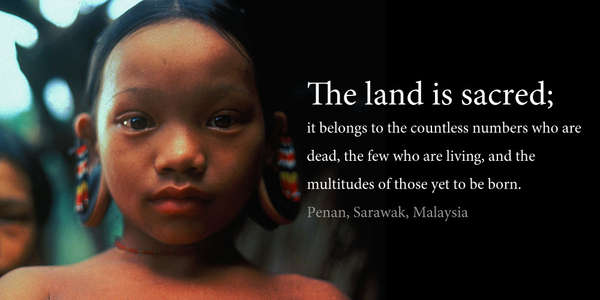 The land is sacred;
it belongs to the countless numbers who are
dead, the few who are living, and the
multitudes of those yet to be born.
Penan, Sarawak, Malaysia